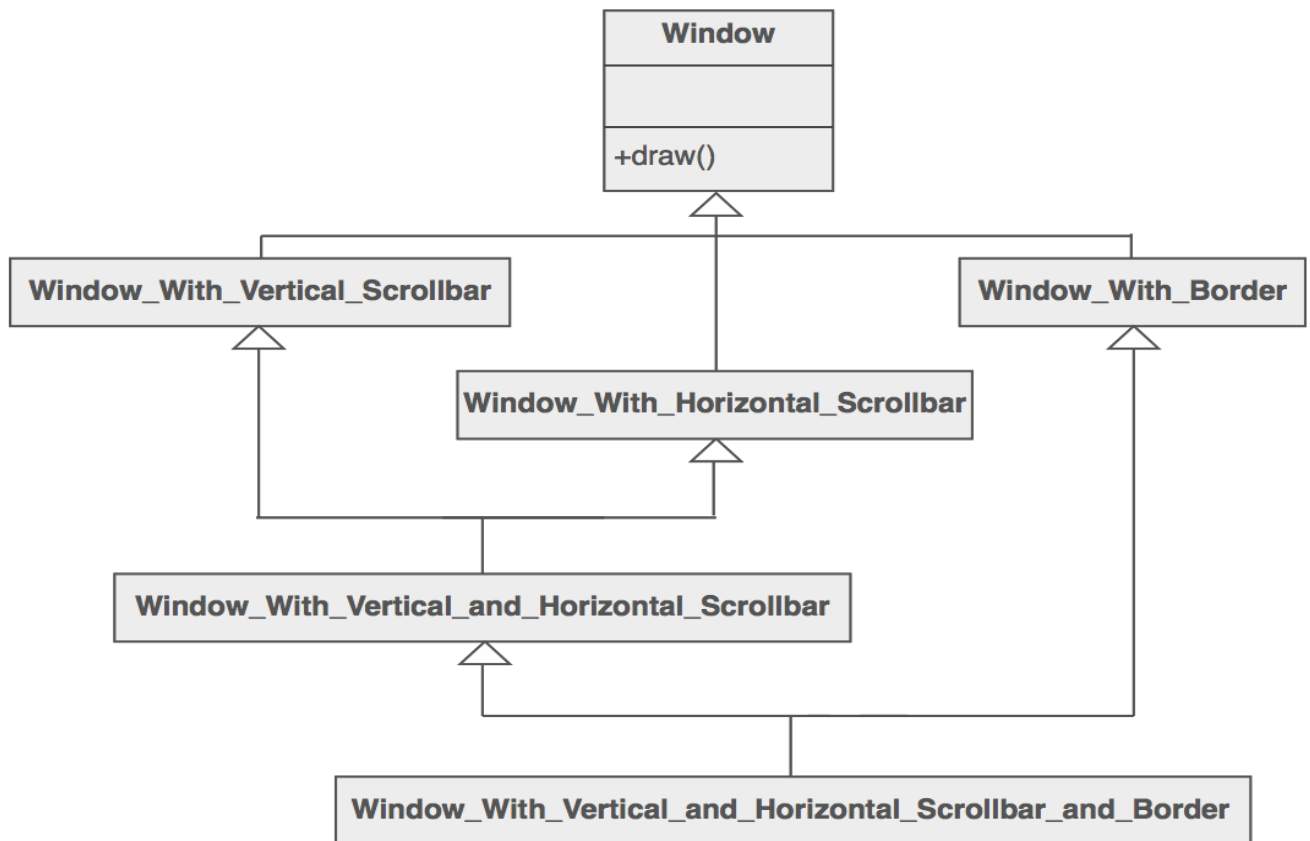 Window
+draw()
Window_With_Vertical_Scrollbar
Window_With_Border
Window_With_Horizontal_Scrollbar
Window_With_Vertical_and_Horizontal_Scrollbar
Window_With_Vertical_and_Horizontal_Scrollbar_and_Border